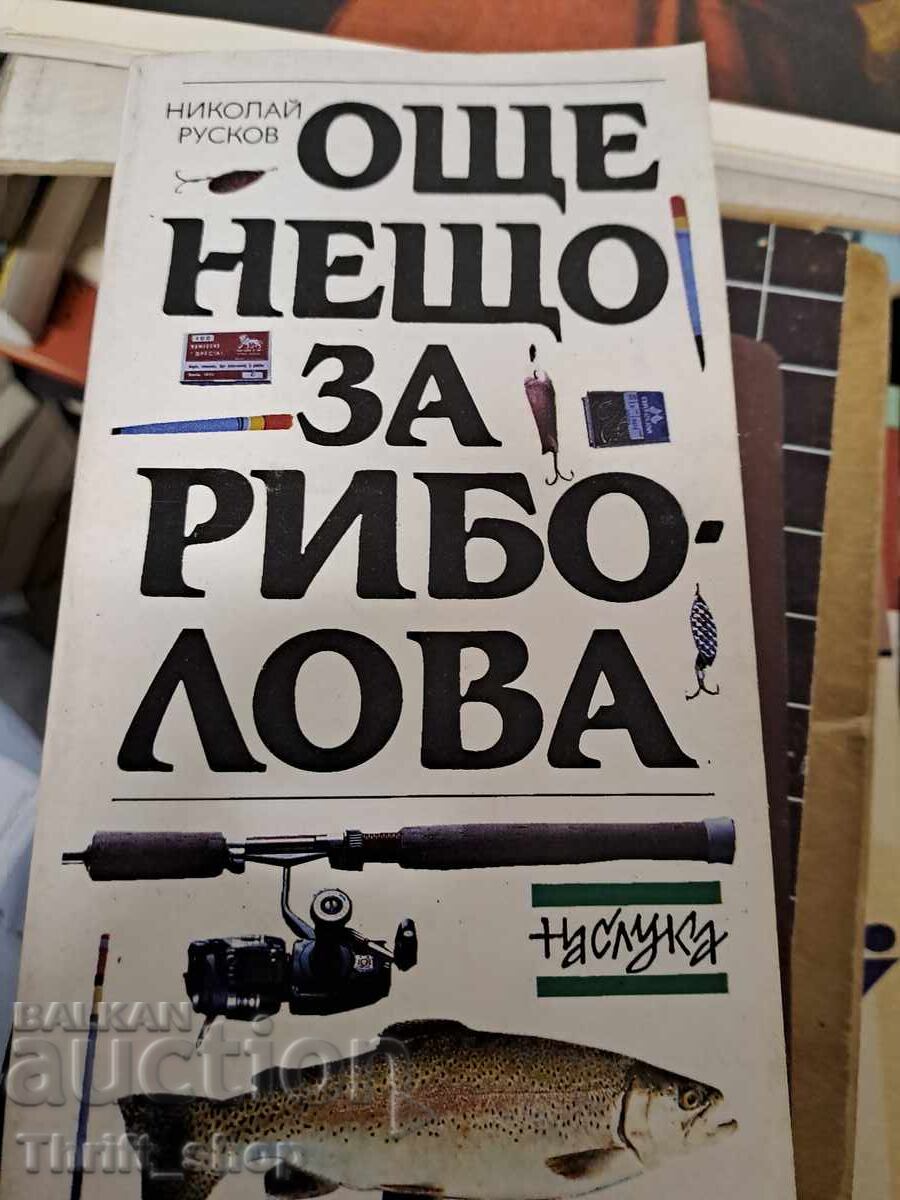 НИКОЛАЙ
РУСКОВ
ОЩЕ
НЕЩО
ЗА
РИБО-
ЛОВА
наслука
BALKAN
auction
Thrift_shop